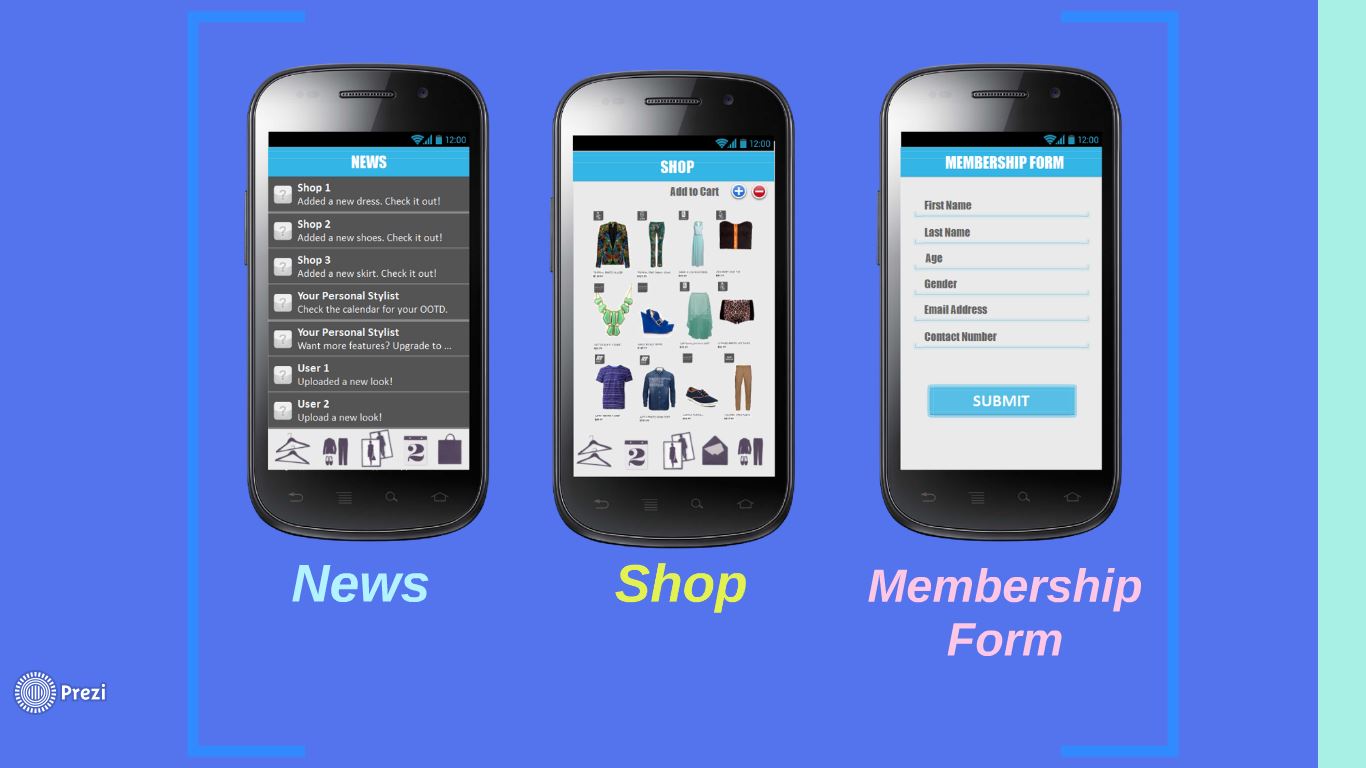 12:00
NEWS
Shop 1
Added a new dress. Check it out!
Shop 2
Added a new shoes. Check it out!
Shop 3
Added a new skirt. Check it out!
Your Personal Stylist
Check the calendar for your OOTD.
Your Personal Stylist
Want more features? Upgrade to ...
User 1
Uploaded a new look!
User 2
Upload a new look!
2
News
12:00
SHOP
Add to Cart
2
Shop
12:00
MEMBERSHIP FORM
First Name
Last Name
Age
Gender
Email Address
Contact Number
SUBMIT
Membership
Form
Prezi